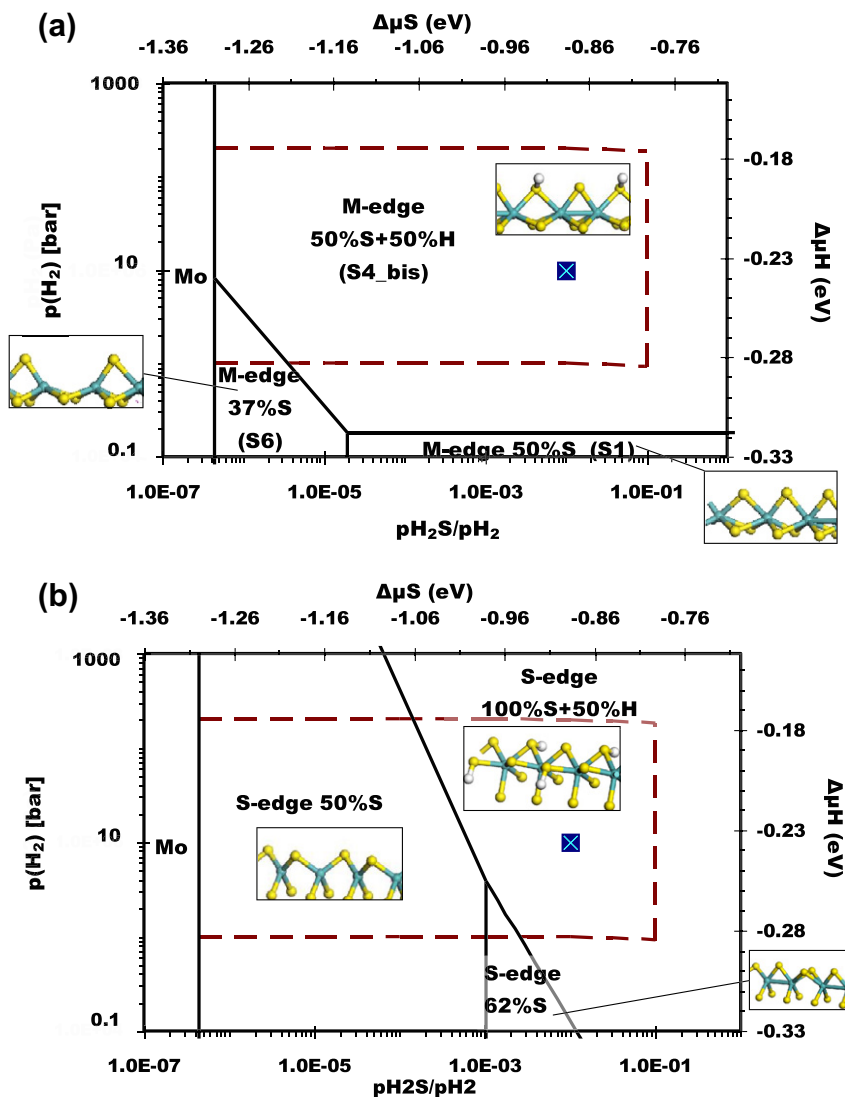 (a)
ΔμS (eV)
-1.36 -1.26 -1.16 -1.06 -0.96 -0.86 -0.76
1000
-0.18
M-edge
50%S+50%H
(S4_bis)
p(H₂) [bar]
10
Mo
-0.23
ΔμH (eV)
-0.28
M-edge
37%S
(S6)
M-edge 50%S (S1)
0.1
-0.33
1.0E-07 1.0E-05 1.0E-03 1.0E-01
pH₂S/pH₂
(b)
ΔμS (eV)
-1.36 -1.26 -1.16 -1.06 -0.96 -0.86 -0.76
1000
S-edge
100%S+50%H
-0.18
S-edge 50%S
p(H₂) [bar]
10
Mo
-0.23
ΔμH (eV)
-0.28
S-edge
62%S
0.1
-0.33
1.0E-07 1.0E-05 1.0E-03 1.0E-01
pH2S/pH2